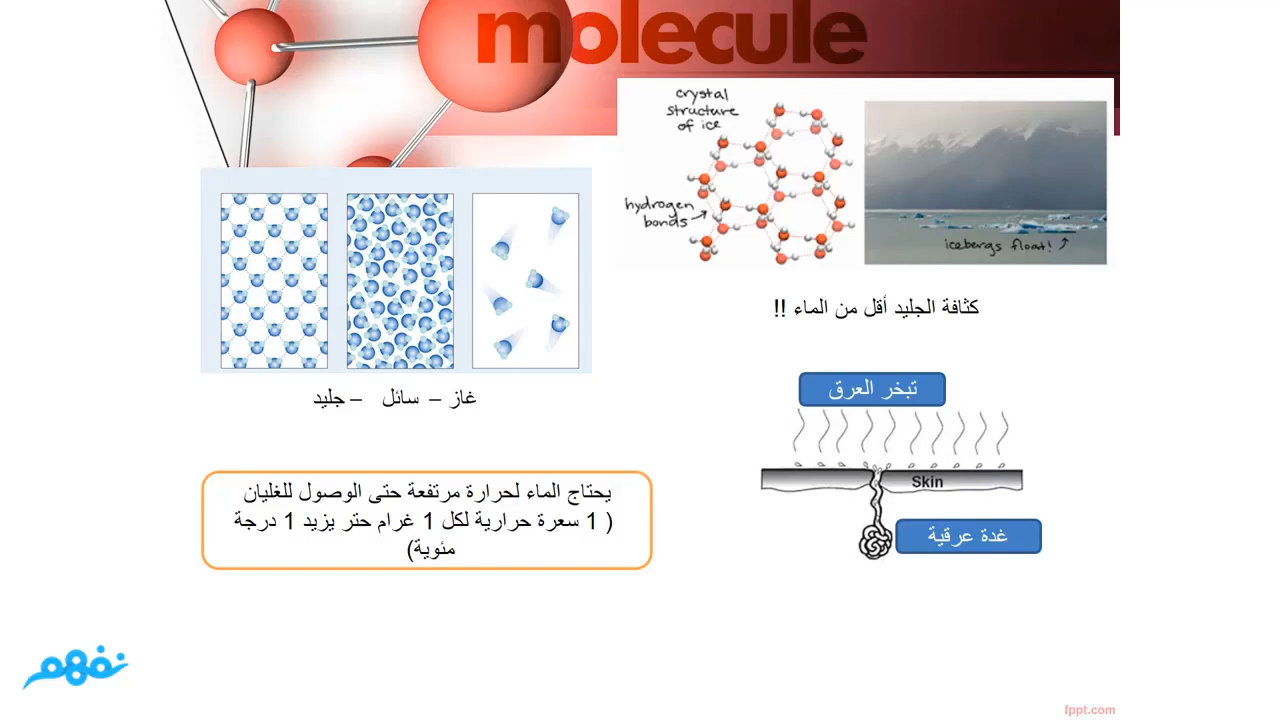 molecule
crystal
structure
of ice
hydrogen
bonds
icebergs float!
كثافة الجليد أقل من الماء !!
غاز – سائل – جليد
تبخر العرق
Skin
غدة عرقية
يحتاج الماء لحرارة مرتفعة حتى الوصول للغليان
( 1 سعرة حرارية لكل 1 غرام حتر يزيد 1 درجة
مئوية)
نفهم
fppt.com